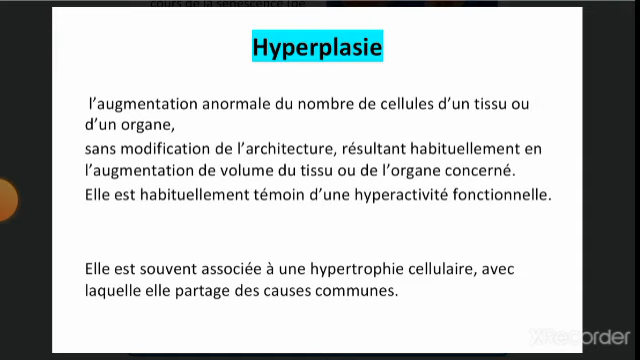 cours de la sénescence (de
Hyperplasie
l'augmentation anormale du nombre de cellules d'un tissu ou
d'un organe,
sans modification de l'architecture, résultant habituellement en
l'augmentation de volume du tissu ou de l'organe concerné.
Elle est habituellement témoin d'une hyperactivité fonctionnelle.
Elle est souvent associée à une hypertrophie cellulaire, avec
laquelle elle partage des causes communes.
XRecorder